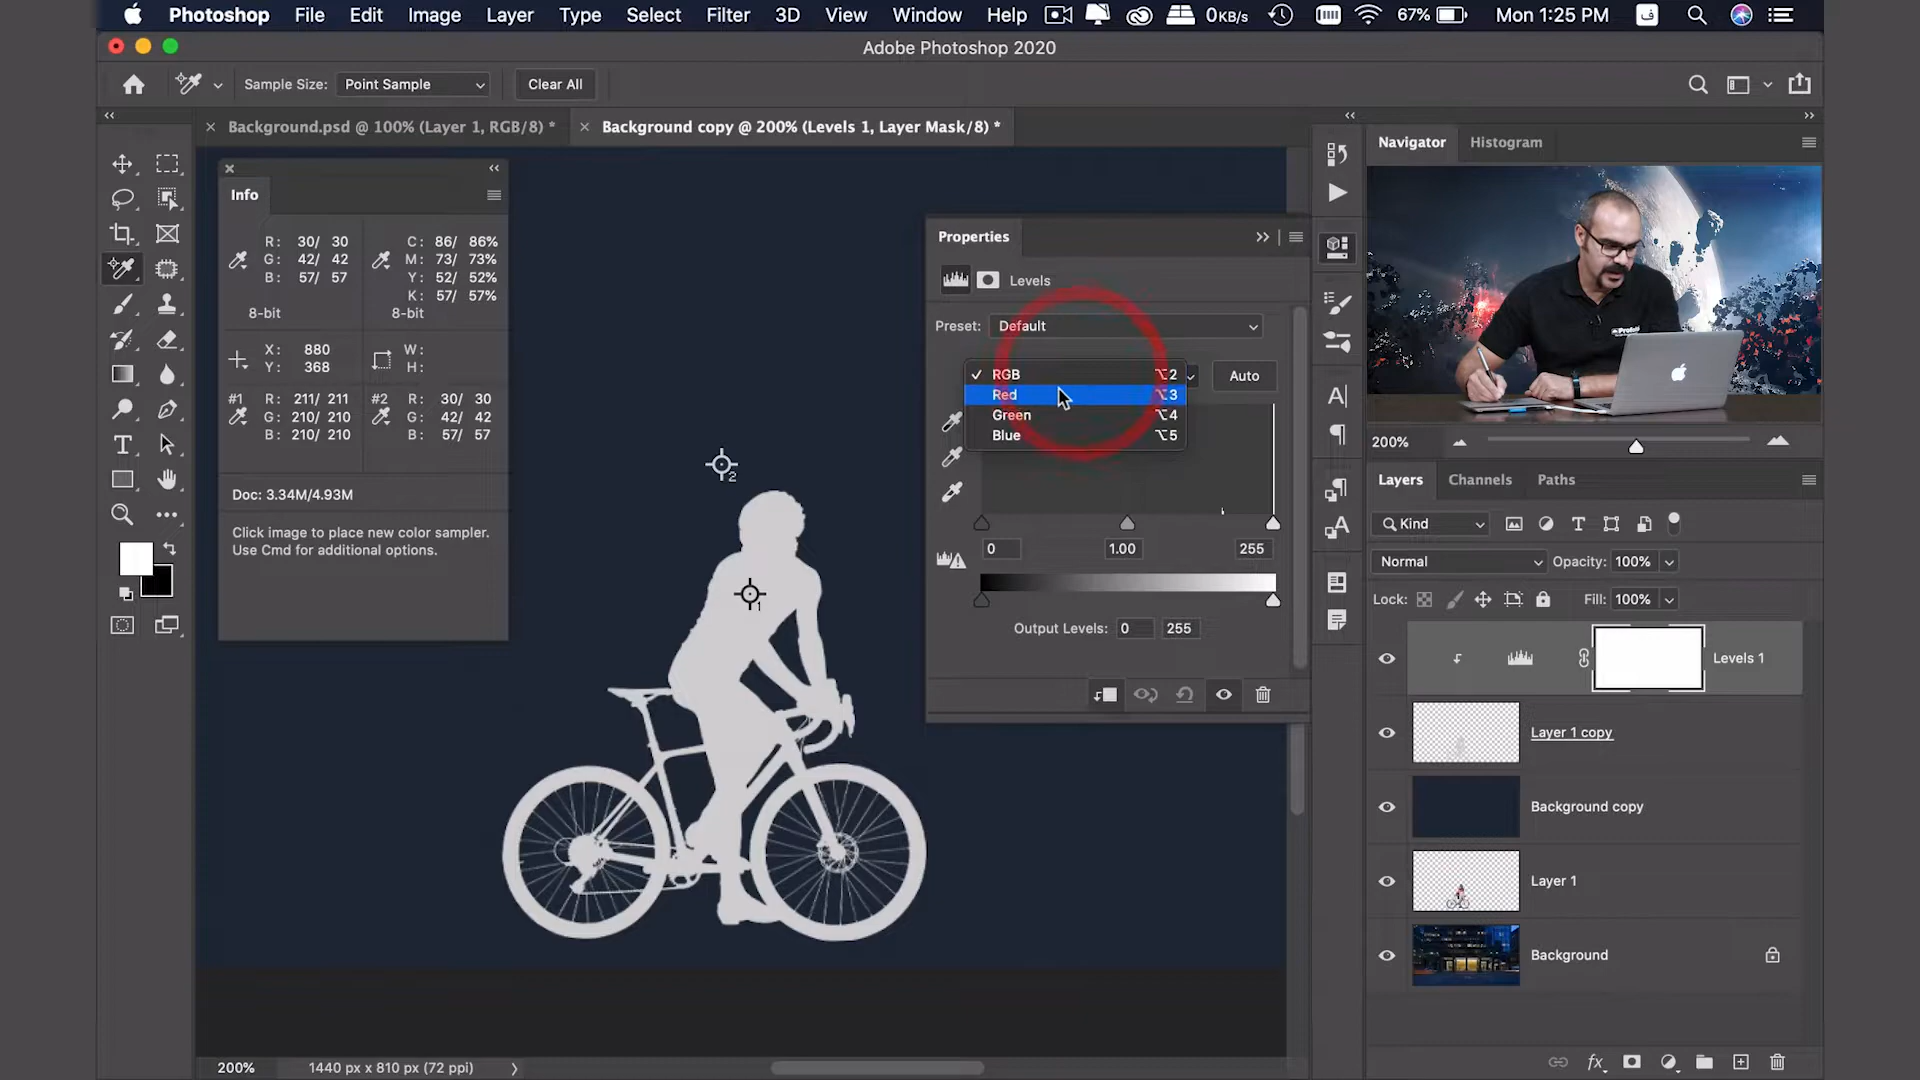 Photoshop File Edit Image Layer Type Select Filter 3D View Window Help 0KB/s 67% Mon 1:25 PM ف
Adobe Photoshop 2020
Sample Size: Point Sample Clear All
Background.psd @ 100% (Layer 1, RGB/8) *
Background copy @ 200% (Levels 1, Layer Mask/8) *
Info
R: 30/ 30 C: 86/ 86%
G: 42/ 42 M: 73/ 73%
B: 57/ 57 Y: 52/ 52%
K: 57/ 57%
8-bit 8-bit
X: 880 W:
Y: 368 H:
#1 R: 211/ 211 #2 R: 30/ 30
G: 210/ 210 G: 42/ 42
B: 210/ 210 B: 57/ 57
Doc: 3.34M/4.93M
Click image to place new color sampler.
Use Cmd for additional options.
2
1
Properties
Levels
Preset: Default
✓ RGB ⌥2
Red ⌥3
Green ⌥4
Blue ⌥5
Auto
0 1.00 255
Output Levels: 0 255
Navigator Histogram
200%
Layers Channels Paths
Kind
Normal Opacity: 100%
Lock: Fill: 100%
Levels 1
Layer 1 copy
Background copy
Layer 1
Background
200% 1440 px x 810 px (72 ppi)